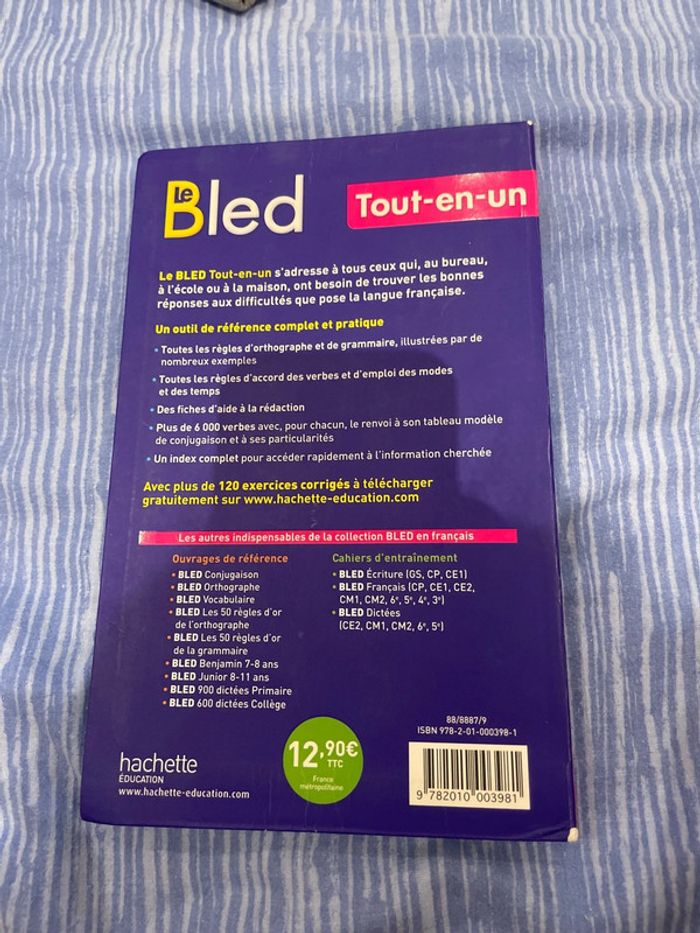 Le Bled
Tout-en-un
Le BLED Tout-en-un s'adresse à tous ceux qui, au bureau,
à l'école ou à la maison, ont besoin de trouver les bonnes
réponses aux difficultés que pose la langue française.
Un outil de référence complet et pratique
• Toutes les règles d'orthographe et de grammaire, illustrées par de
nombreux exemples
• Toutes les règles d'accord des verbes et d'emploi des modes
et des temps
• Des fiches d'aide à la rédaction
• Plus de 6 000 verbes avec, pour chacun, le renvoi à son tableau modèle
de conjugaison et à ses particularités
• Un index complet pour accéder rapidement à l'information cherchée
Avec plus de 120 exercices corrigés à télécharger
gratuitement sur www.hachette-education.com
Les autres indispensables de la collection BLED en français
Ouvrages de référence
• BLED Conjugaison
• BLED Orthographe
• BLED Vocabulaire
• BLED Les 50 règles d'or
de l'orthographe
• BLED Les 50 règles d'or
de la grammaire
• BLED Benjamin 7-8 ans
• BLED Junior 8-11 ans
• BLED 900 dictées Primaire
• BLED 600 dictées Collège
Cahiers d'entraînement
• BLED Écriture (GS, CP, CE1)
• BLED Français (CP, CE1, CE2,
CM1, CM2, 6e, 5e, 4e, 3e)
• BLED Dictées
(CE2, CM1, CM2, 6e, 5e)
88/8887/9
ISBN 978-2-01-000398-1
9 782010 003981
12,90€
TTC
France
métropolitaine
hachette
ÉDUCATION
www.hachette-education.com